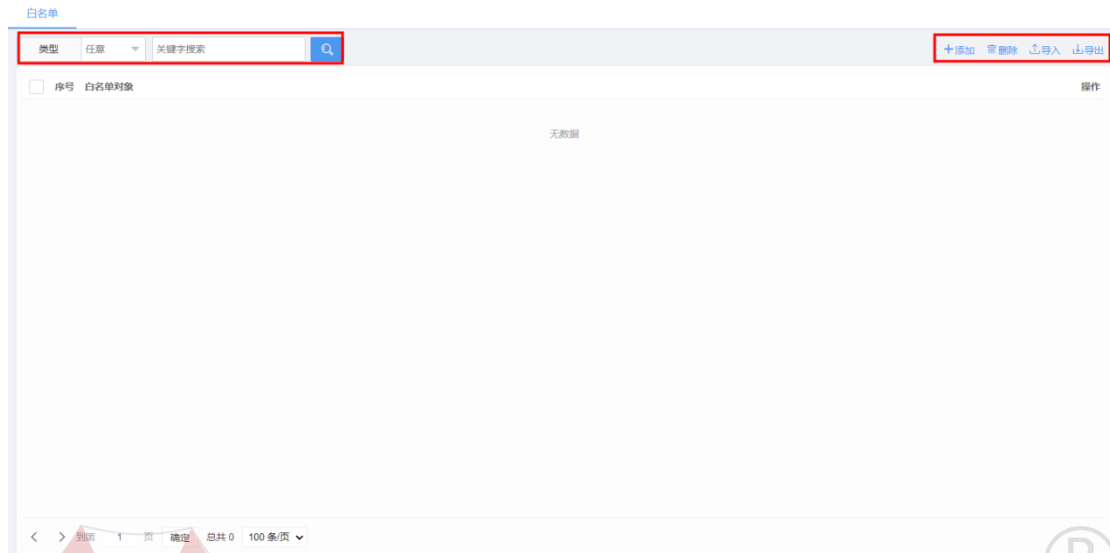 白名单
类型 任意 关键字搜索 添加 删除 导入 导出
序号 白名单对象 操作
无数据
到第 1 页 确定 总共 0 100 条/页
R